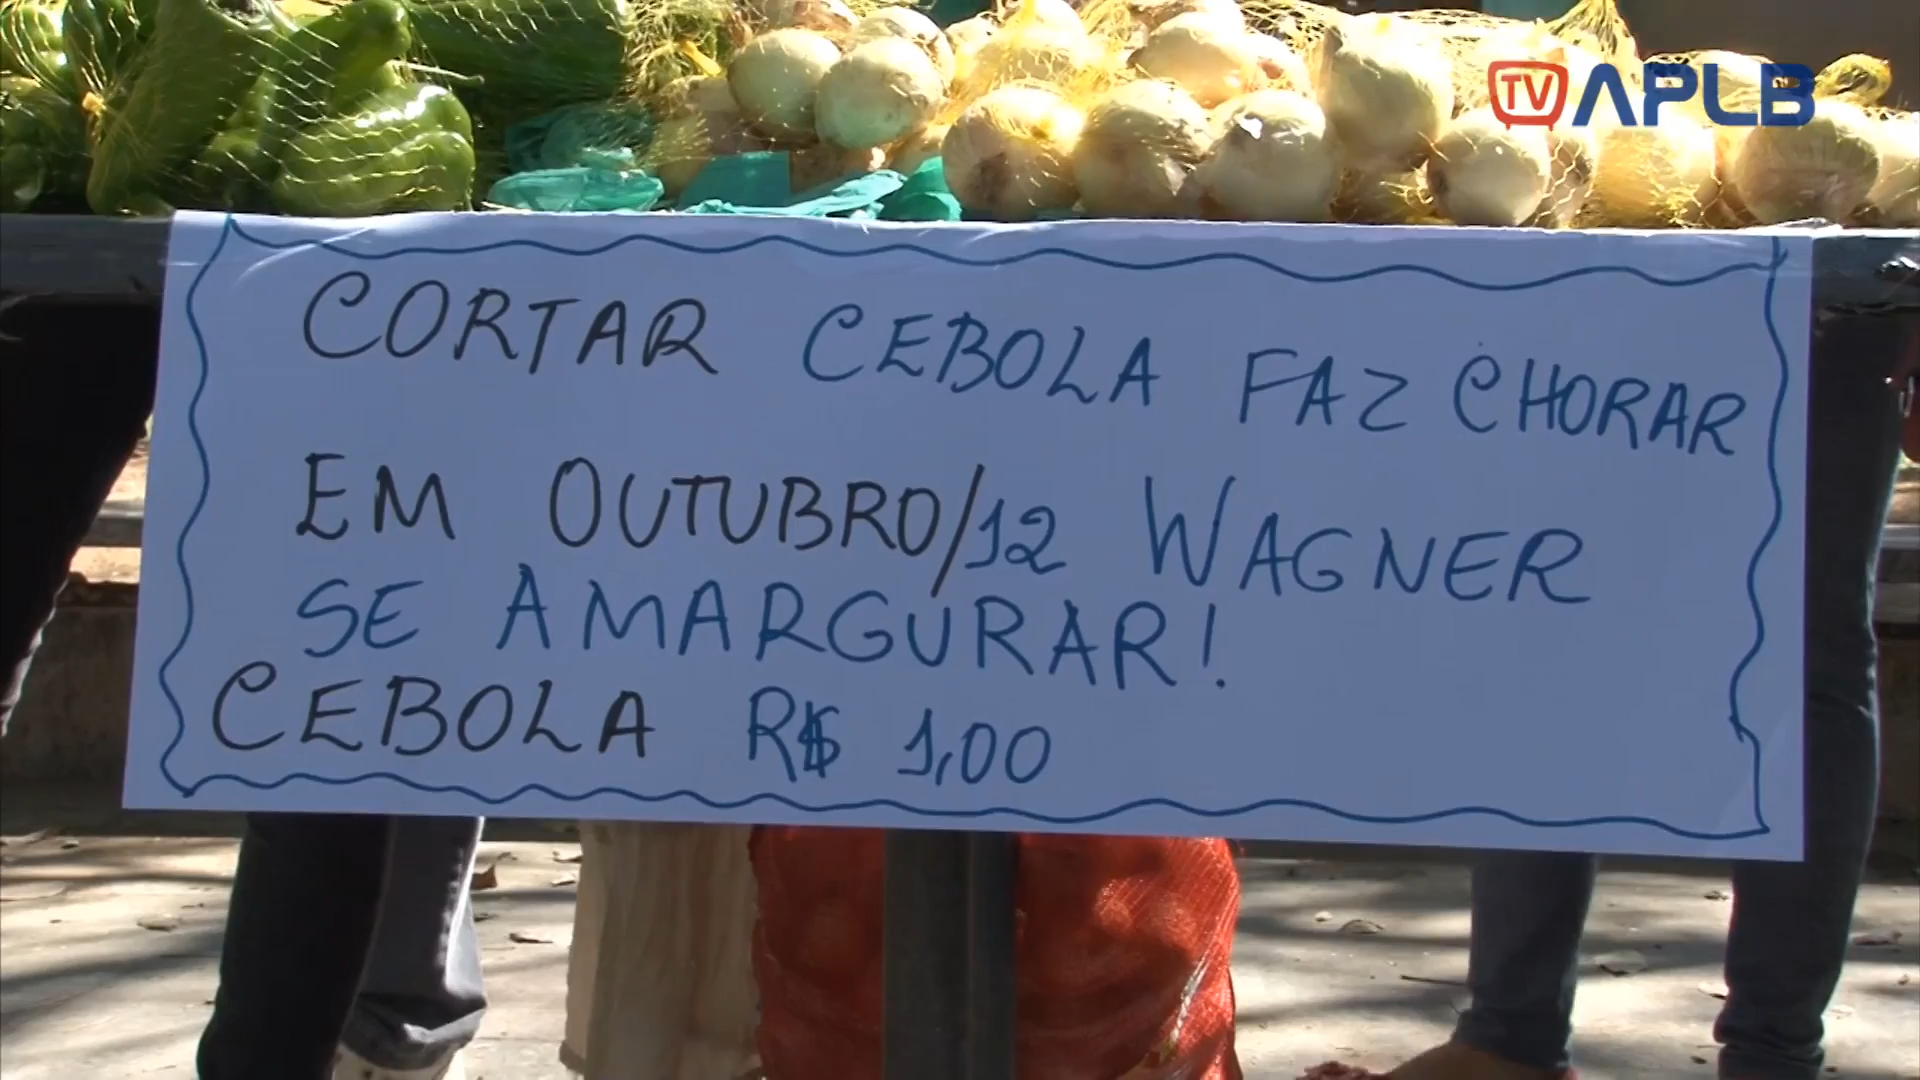 TV APLB
CORTAR CEBOLA FAZ CHORAR
EM OUTUBRO/12 WAGNER
SE AMARGURAR!
CEBOLA R$ 1,00